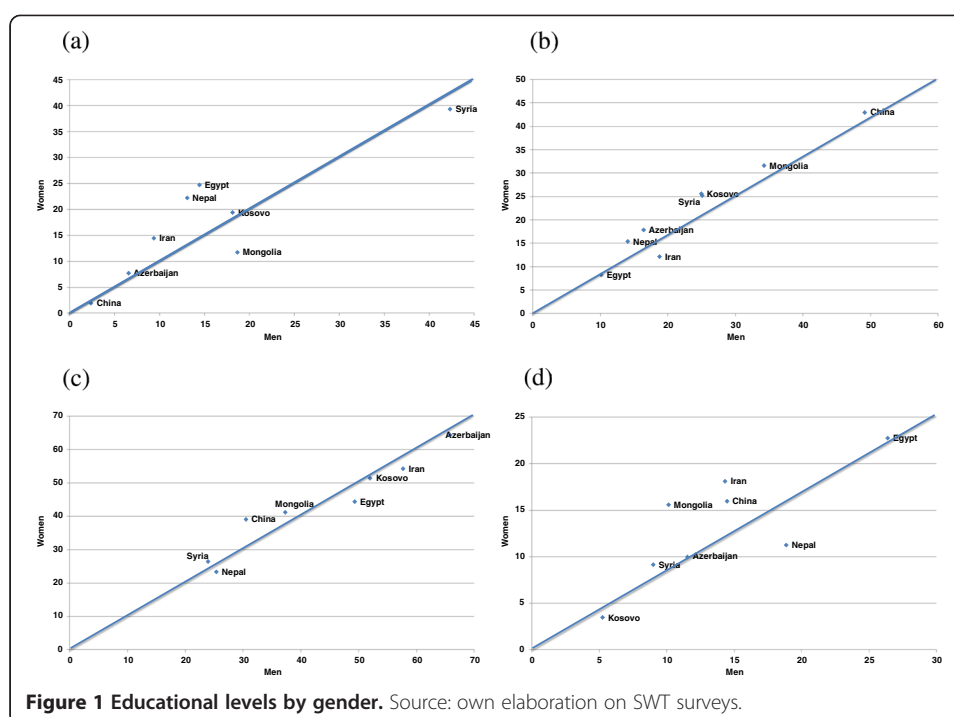 (a)
(b)
45
40
35
30
25
20
15
10
5
0
Women
Syria
Egypt
Nepal
Kosovo
Iran
Mongolia
Azerbaijan
China
0 5 10 15 20 25 30 35 40 45
Men
50
45
40
35
30
25
20
15
10
5
0
Women
China
Mongolia
Kosovo
Syria
Azerbaijan
Nepal
Iran
Egypt
0 10 20 30 40 50 60
Men
(c)
(d)
70
60
50
40
30
20
10
0
Women
Azerbaijan
Iran
Kosovo
Egypt
Mongolia
China
Syria
Nepal
0 10 20 30 40 50 60 70
Men
25
20
15
10
5
0
Women
Egypt
Iran
Mongolia
China
Nepal
Azerbaijan
Syria
Kosovo
0 5 10 15 20 25 30
Men
Figure 1 Educational levels by gender. Source: own elaboration on SWT surveys.